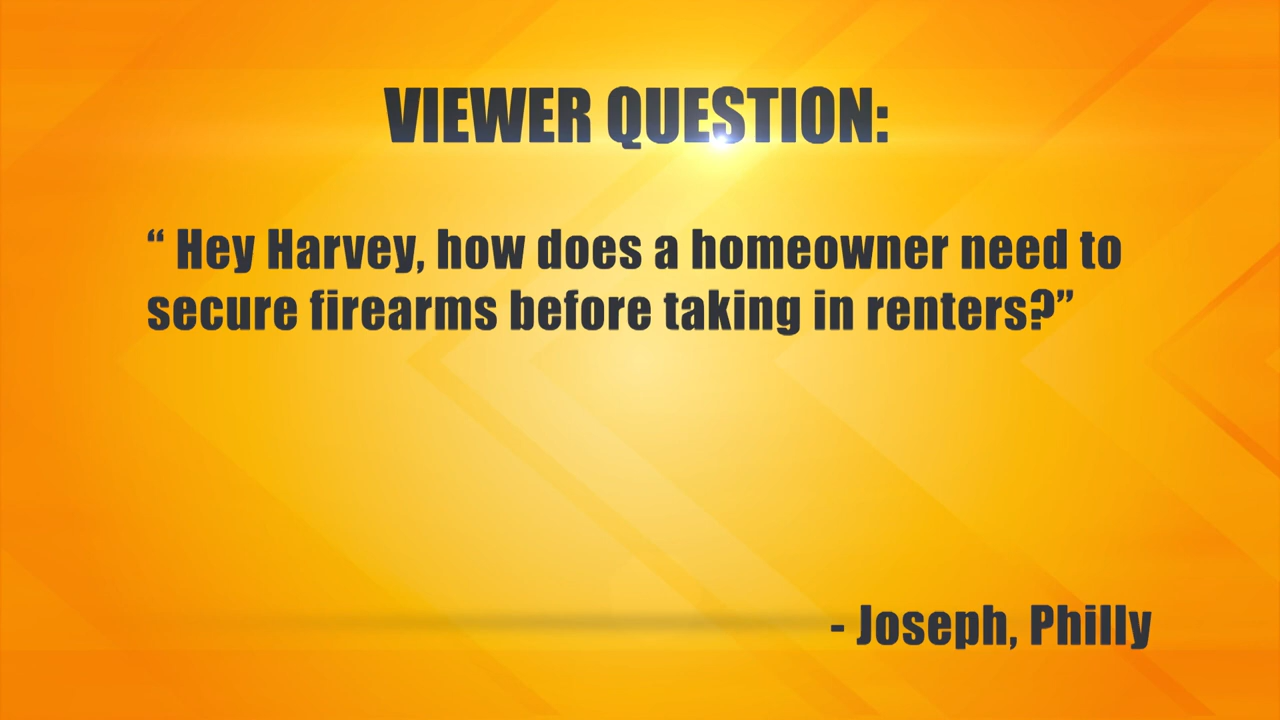 VIEWER QUESTION:
“ Hey Harvey, how does a homeowner need to
secure firearms before taking in renters?”
- Joseph, Philly